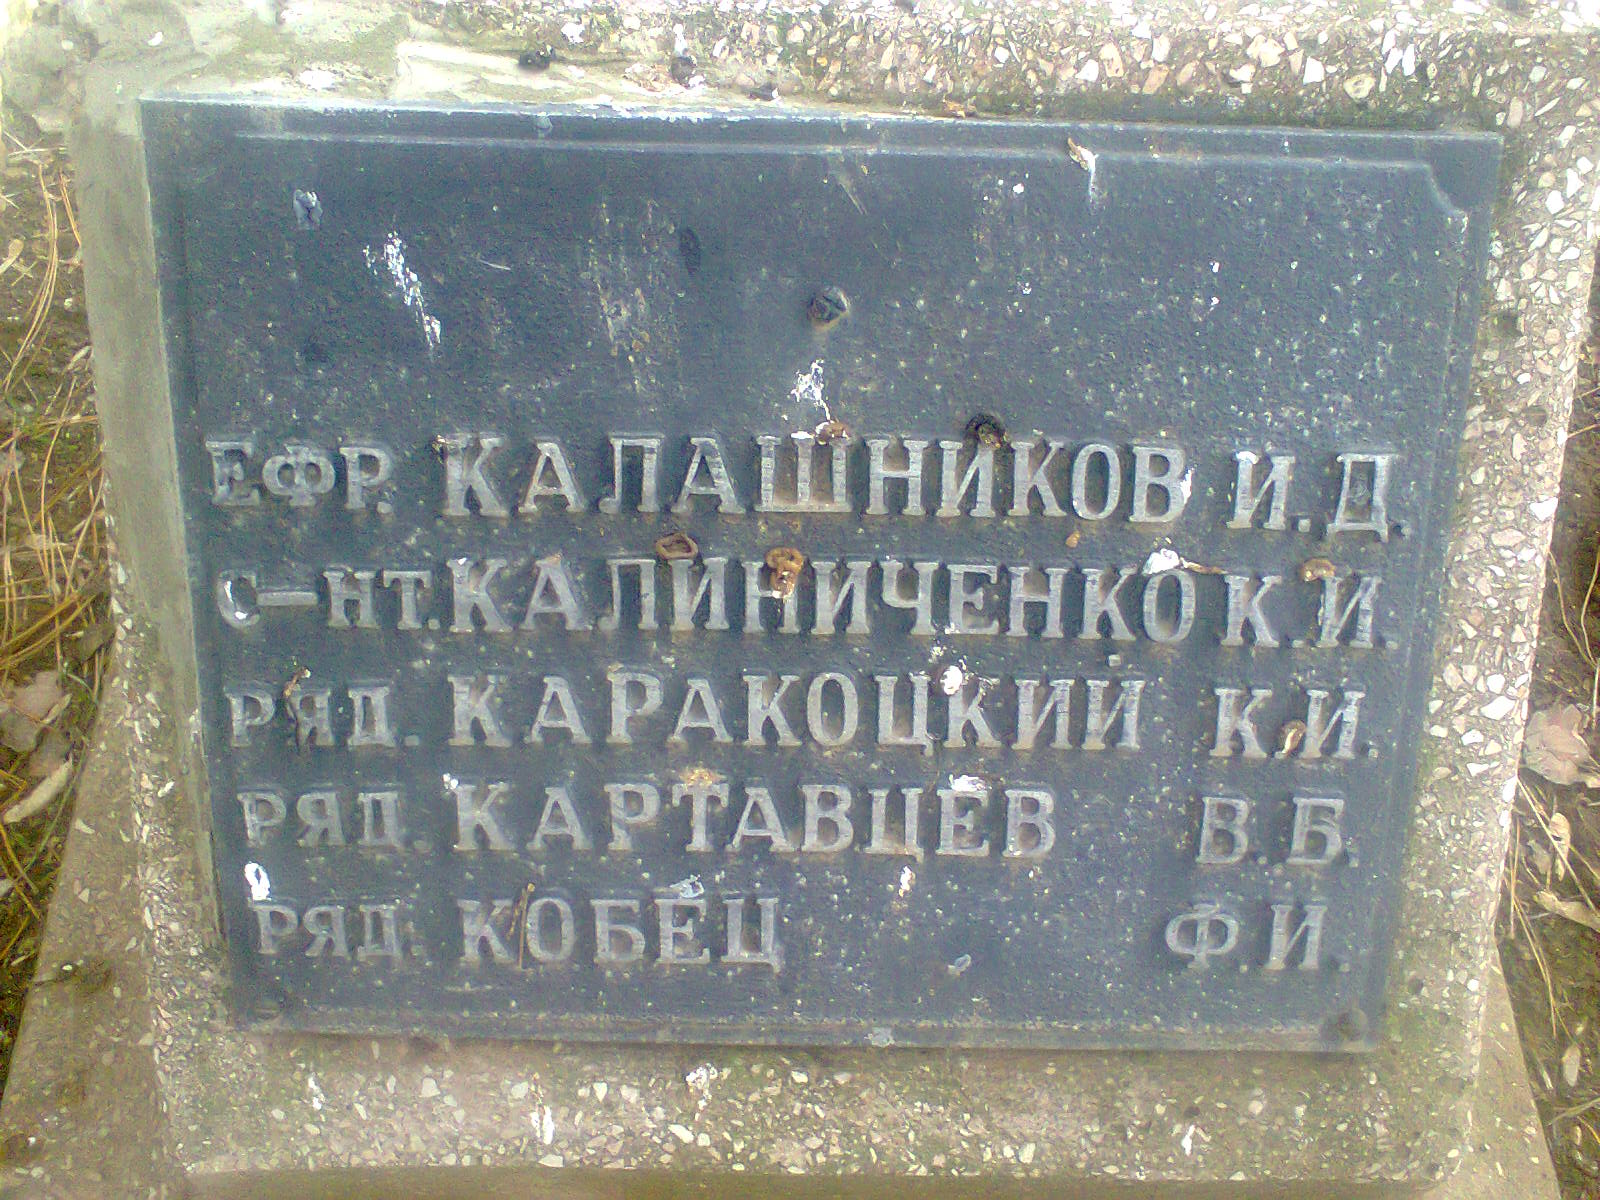 ЕФР. КАЛАШНИКОВ И.Д.
С-НТ. КАЛИНИЧЕНКО К.И.
РЯД. КАРАКОЦКИЙ К.И.
РЯД. КАРТАВЦЕВ В.Б.
РЯД. КОБЕЦ Ф И.